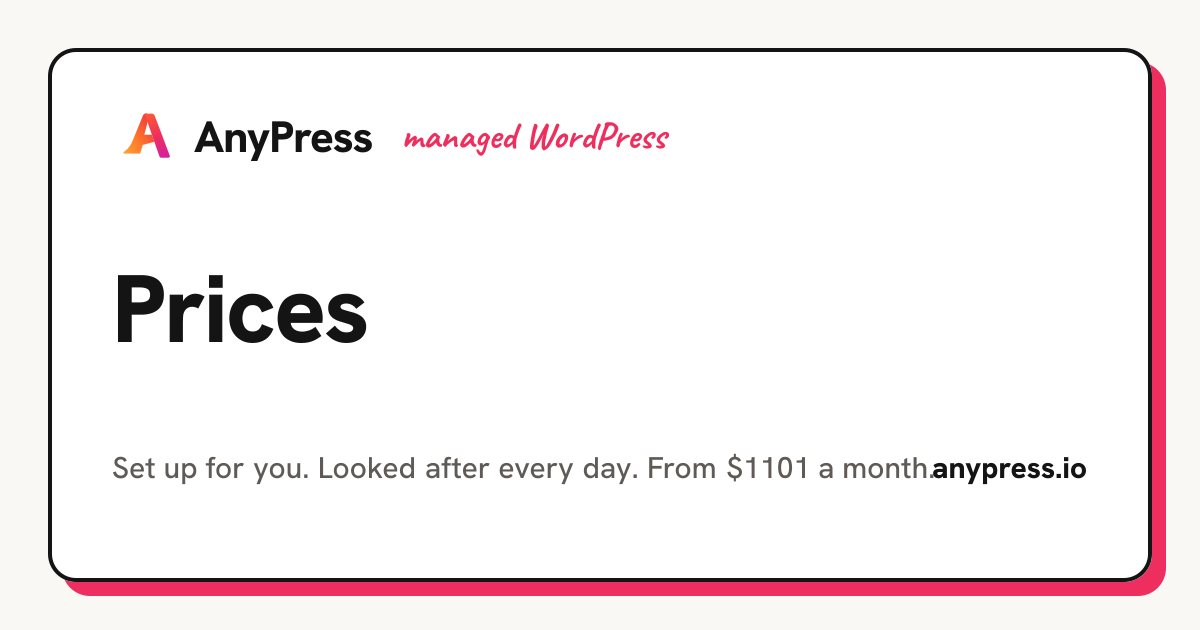 AnyPress managed WordPress
Prices
Set up for you. Looked after every day. From $1101 a month.anypress.io